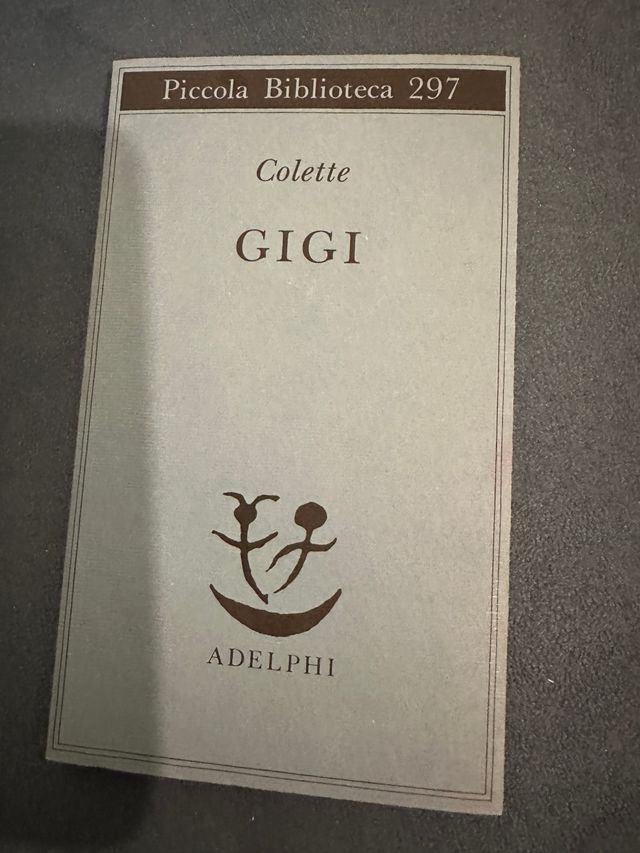 Piccola Biblioteca 297
Colette
GIGI
ADELPHI